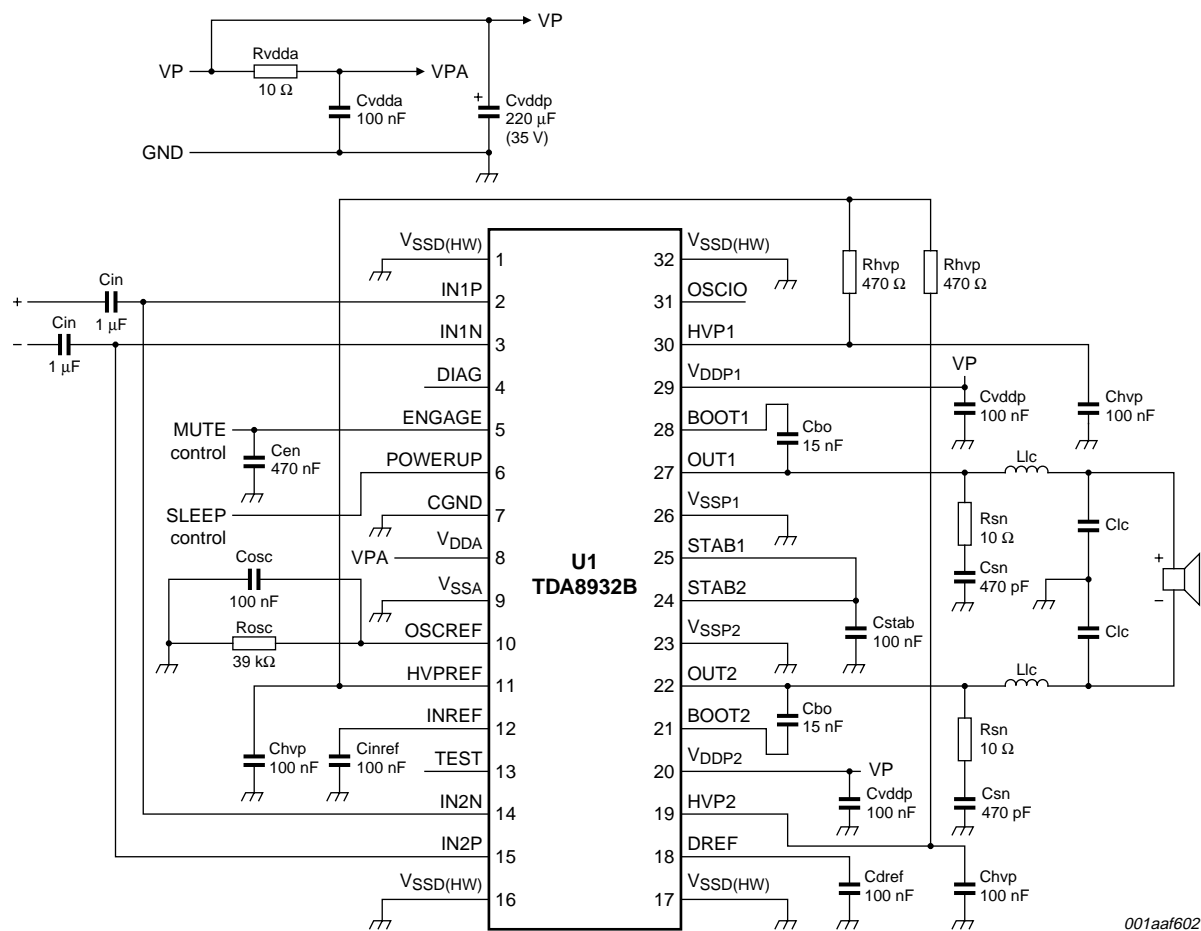 VP
Rvdda
VP
VPA
10 Ω
Cvdda
100 nF
+
Cvddp
220 μF
(35 V)
GND
VSSD(HW)
1
Cin
+
1 μF
IN1P
2
Cin
−
1 μF
IN1N
3
DIAG
4
MUTE
control
ENGAGE
5
Cen
470 nF
POWERUP
6
SLEEP
control
CGND
7
VPA
VDDA
8
Cosc
100 nF
VSSA
9
Rosc
39 kΩ
OSCREF
10
HVPREF
11
Chvp
100 nF
Cinref
100 nF
INREF
12
TEST
13
IN2N
14
IN2P
15
VSSD(HW)
16
U1
TDA8932B
32
VSSD(HW)
31
OSCIO
30
HVP1
29
VDDP1
28
BOOT1
27
OUT1
26
VSSP1
25
STAB1
24
STAB2
23
VSSP2
22
OUT2
21
BOOT2
20
VDDP2
19
HVP2
18
DREF
17
VSSD(HW)
Rhvp
470 Ω
Rhvp
470 Ω
VP
Cvddp
100 nF
Chvp
100 nF
Cbo
15 nF
Llc
Rsn
10 Ω
Csn
470 pF
Clc
+
−
Cstab
100 nF
Clc
Llc
Cbo
15 nF
Rsn
10 Ω
VP
Cvddp
100 nF
Csn
470 pF
Cdref
100 nF
Chvp
100 nF
001aaf602